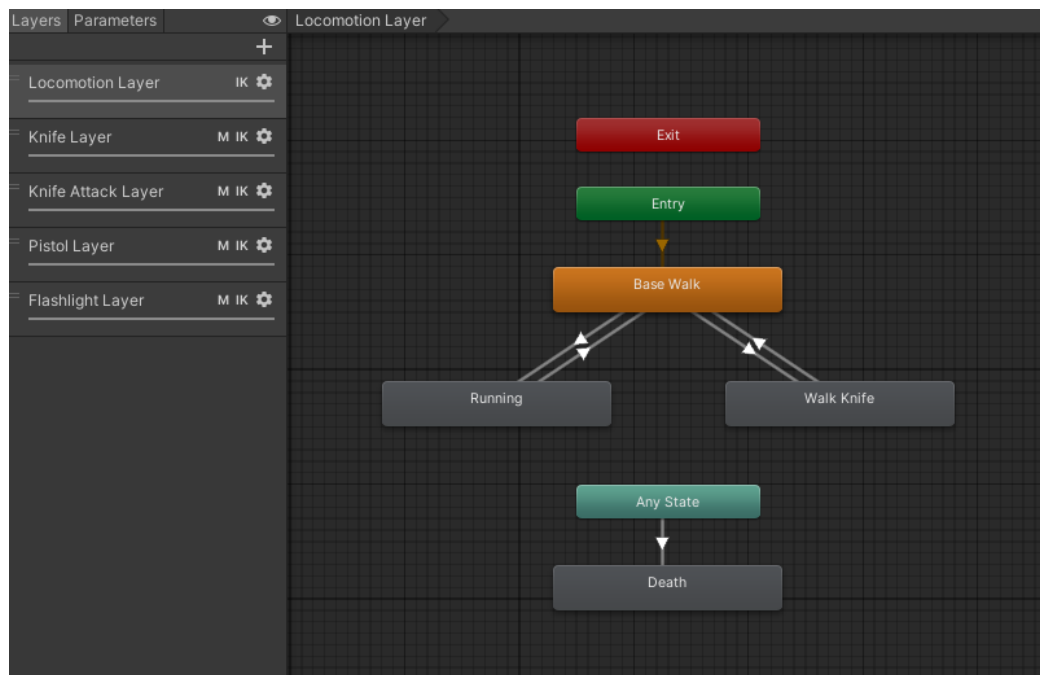 Layers Parameters
Locomotion Layer
Locomotion Layer IK
Knife Layer M IK
Knife Attack Layer M IK
Pistol Layer M IK
Flashlight Layer M IK
Exit
Entry
Base Walk
Running
Walk Knife
Any State
Death